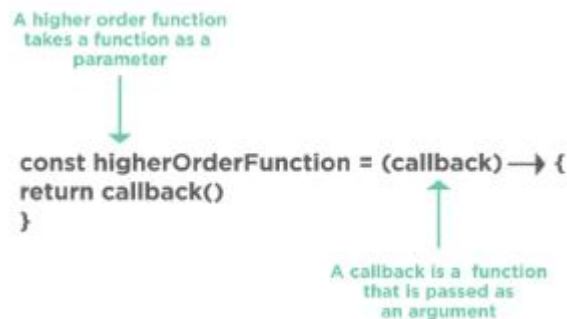 A higher order function
takes a function as a
parameter
const higherOrderFunction = (callback) → {
return callback()
}
A callback is a function
that is passed as
an argument